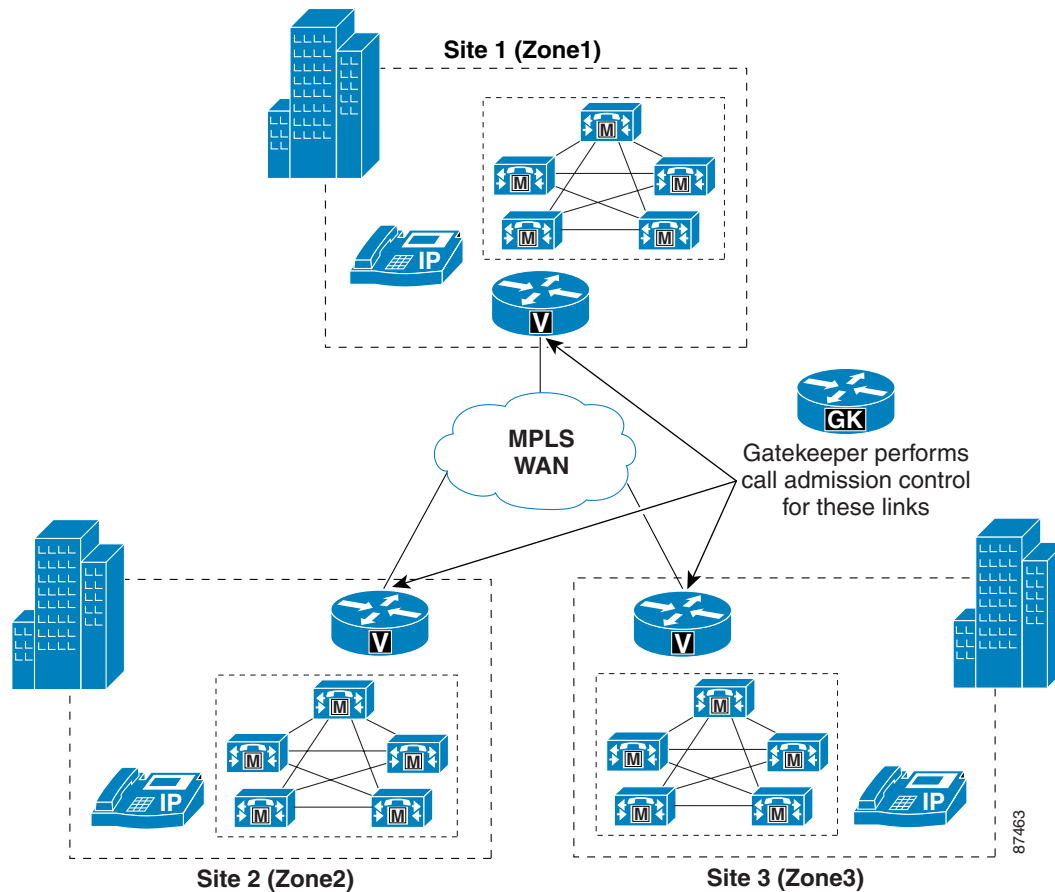 Site 1 (Zone1)
M
M
M
M
M
IP
V
MPLS
WAN
GK
Gatekeeper performs
call admission control
for these links
V
V
M
M
M
M
M
IP
M
M
M
M
M
IP
87463
Site 2 (Zone2)
Site 3 (Zone3)